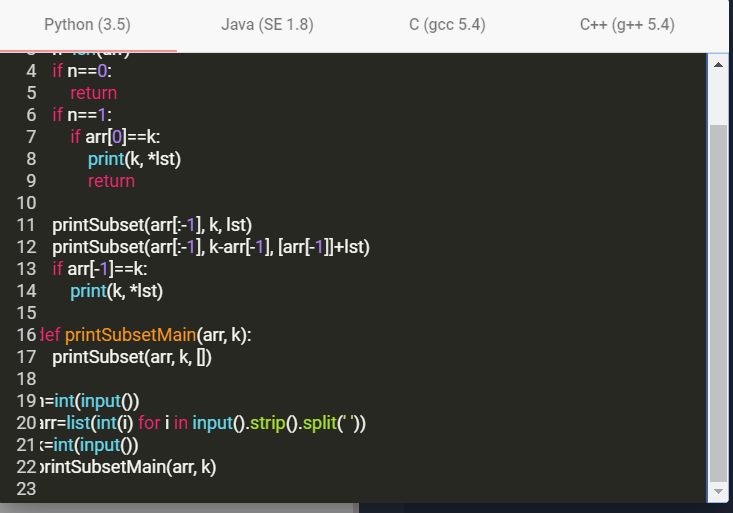 Python (3.5) Java (SE 1.8) C (gcc 5.4) C++ (g++ 5.4)
4 if n==0:
5 return
6 if n==1:
7 if arr[0]==k:
8 print(k, *lst)
9 return
10
11 printSubset(arr[:-1], k, lst)
12 printSubset(arr[:-1], k-arr[-1], [arr[-1]]+lst)
13 if arr[-1]==k:
14 print(k, *lst)
15
16 def printSubsetMain(arr, k):
17 printSubset(arr, k, [])
18
19 n=int(input())
20 arr=list(int(i) for i in input().strip().split(' '))
21 k=int(input())
22 printSubsetMain(arr, k)
23